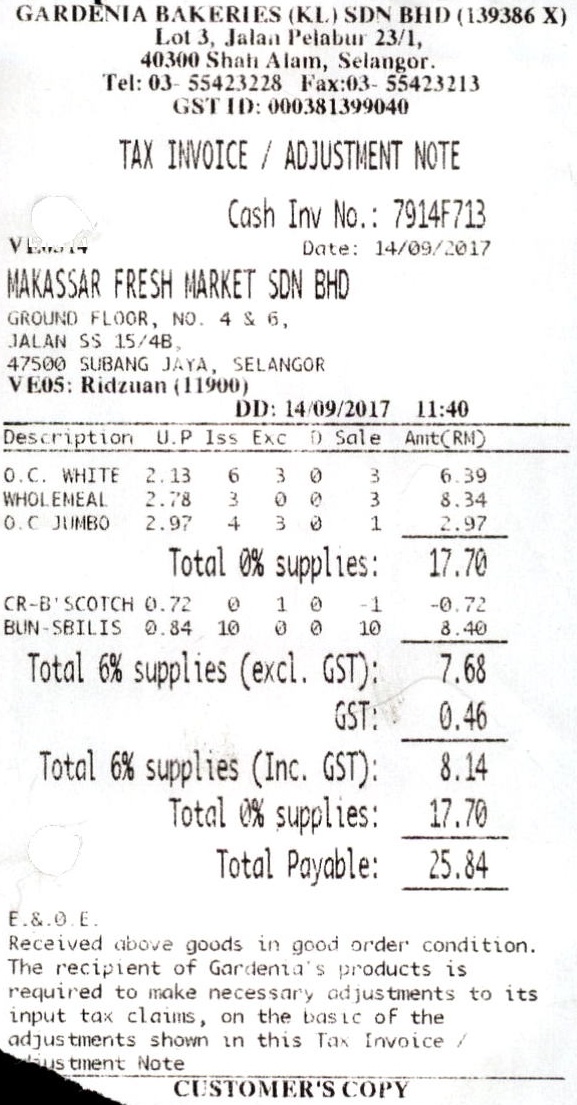 GARDENIA BAKERIES (KL) SDN BHD (139386 X)
Lot 3, Jalan Pelabur 23/1,
40300 Shah Alam, Selangor.
Tel: 03- 55423228 Fax:03- 55423213
GST ID: 000381399040
TAX INVOICE / ADJUSTMENT NOTE
Cash Inv No.: 7914F713
Date: 14/09/2017
MAKASSAR FRESH MARKET SDN BHD
GROUND FLOOR, NO. 4 & 6,
JALAN SS 15/4B,
47500 SUBANG JAYA, SELANGOR
VE05: Ridzuan (11900)
DD: 14/09/2017 11:40
Description U.P Iss Exc D Sale Amt(RM)
O.C. WHITE 2.13 6 3 0 3 6.39
WHOLEMEAL 2.78 3 0 0 3 8.34
O.C JUMBO 2.97 4 3 0 1 2.97
Total 0% supplies: 17.70
CR-B'SCOTCH 0.72 0 1 0 -1 -0.72
BUN-SBILIS 0.84 10 0 0 10 8.40
Total 6% supplies (excl. GST): 7.68
GST: 0.46
Total 6% supplies (Inc. GST): 8.14
Total 0% supplies: 17.70
Total Payable: 25.84
E.&.O.E.
Received above goods in good order condition.
The recipient of Gardenia's products is
required to make necessary adjustments to its
input tax claims, on the basic of the
adjustments shown in this Tax Invoice /
Note
CUSTOMER'S COPY